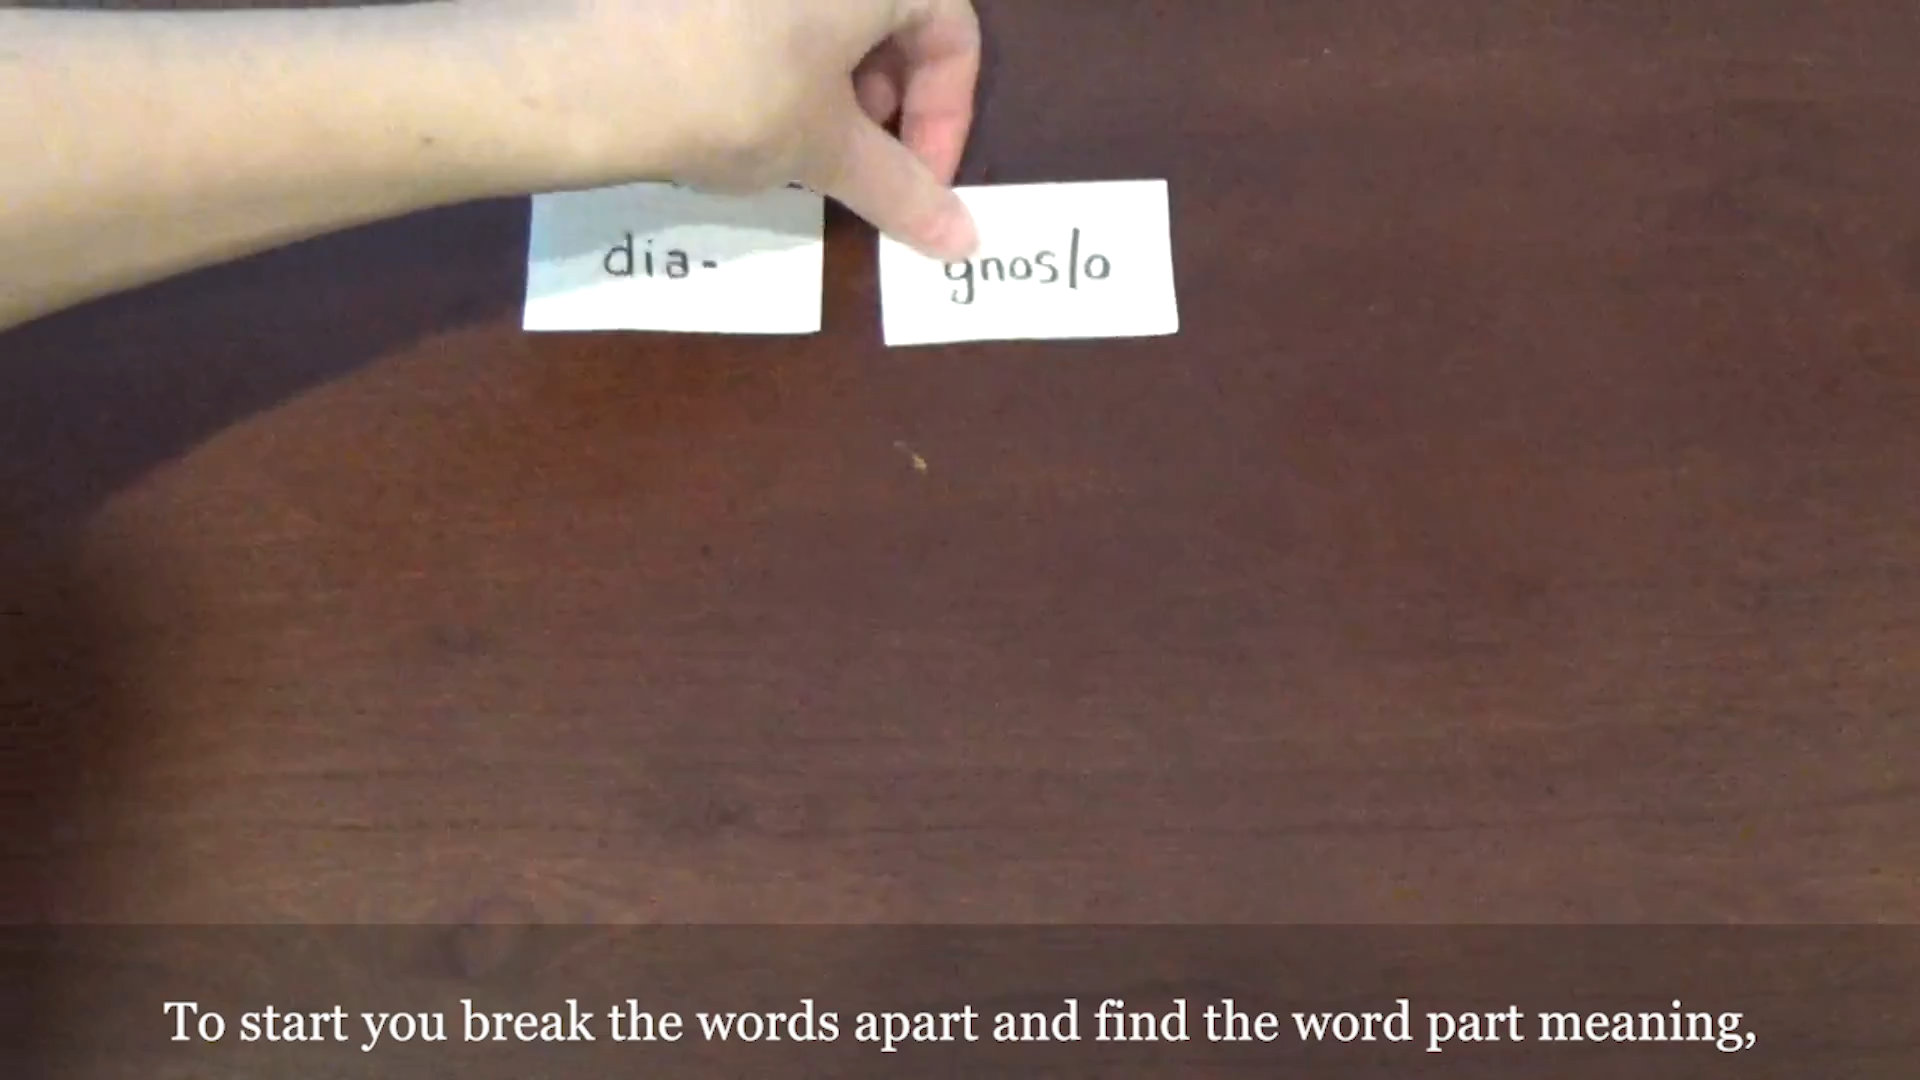 dia-
gnos/o
To start you break the words apart and find the word part meaning,